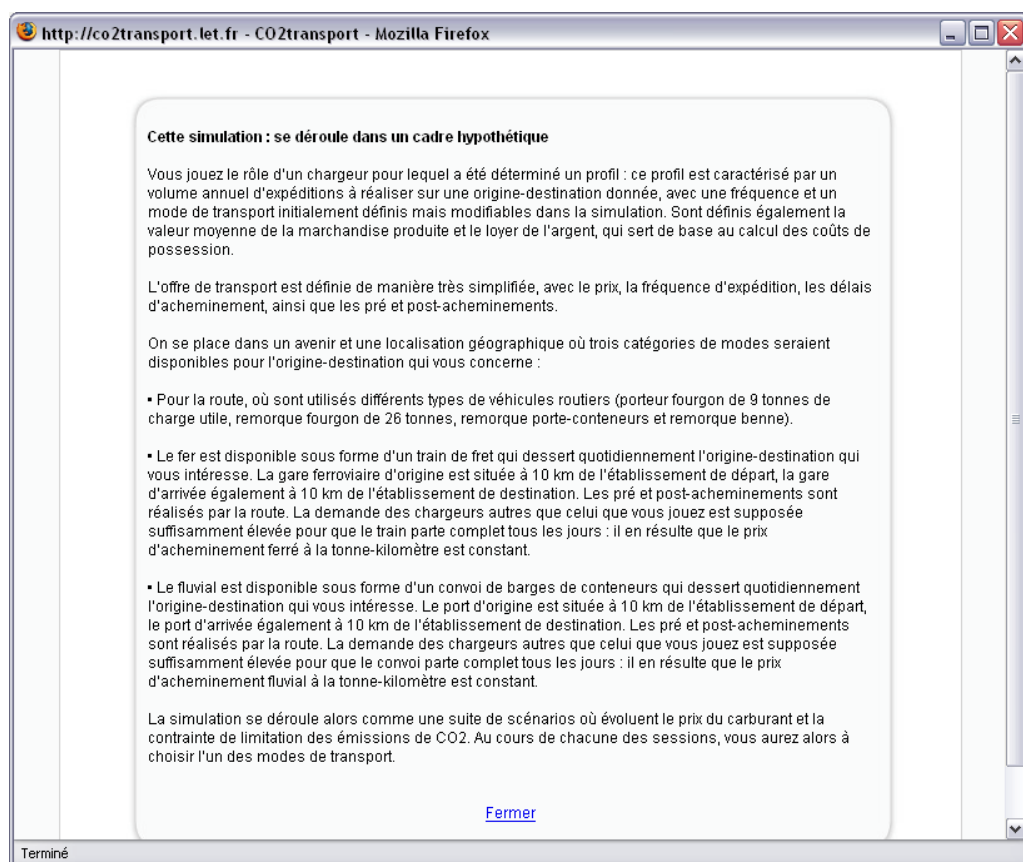 http://co2transport.let.fr - CO2transport - Mozilla Firefox
Cette simulation : se déroule dans un cadre hypothétique
Vous jouez le rôle d'un chargeur pour lequel a été déterminé un profil : ce profil est caractérisé par un
volume annuel d'expéditions à réaliser sur une origine-destination donnée, avec une fréquence et un
mode de transport initialement définis mais modifiables dans la simulation. Sont définis également la
valeur moyenne de la marchandise produite et le loyer de l'argent, qui sert de base au calcul des coûts de
possession.
L'offre de transport est définie de manière très simplifiée, avec le prix, la fréquence d'expédition, les délais
d'acheminement, ainsi que les pré et post-acheminements.
On se place dans un avenir et une localisation géographique où trois catégories de modes seraient
disponibles pour l'origine-destination qui vous concerne :
▪ Pour la route, où sont utilisés différents types de véhicules routiers (porteur fourgon de 9 tonnes de
charge utile, remorque fourgon de 26 tonnes, remorque porte-conteneurs et remorque benne).
▪ Le fer est disponible sous forme d'un train de fret qui dessert quotidiennement l'origine-destination qui
vous intéresse. La gare ferroviaire d'origine est située à 10 km de l'établissement de départ, la gare
d'arrivée également à 10 km de l'établissement de destination. Les pré et post-acheminements sont
réalisés par la route. La demande des chargeurs autres que celui que vous jouez est supposée
suffisamment élevée pour que le train parte complet tous les jours : il en résulte que le prix
d'acheminement ferré à la tonne-kilomètre est constant.
▪ Le fluvial est disponible sous forme d'un convoi de barges de conteneurs qui dessert quotidiennement
l'origine-destination qui vous intéresse. Le port d'origine est située à 10 km de l'établissement de départ,
le port d'arrivée également à 10 km de l'établissement de destination. Les pré et post-acheminements
sont réalisés par la route. La demande des chargeurs autres que celui que vous jouez est supposée
suffisamment élevée pour que le convoi parte complet tous les jours : il en résulte que le prix
d'acheminement fluvial à la tonne-kilomètre est constant.
La simulation se déroule alors comme une suite de scénarios où évoluent le prix du carburant et la
contrainte de limitation des émissions de CO2. Au cours de chacune des sessions, vous aurez alors à
choisir l'un des modes de transport.
Fermer
Terminé